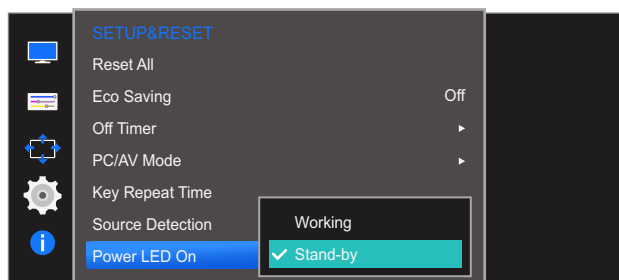 SETUP&RESET
Reset All
Eco Saving Off
Off Timer
PC/AV Mode
Key Repeat Time
Source Detection
Power LED On
Working
Stand-by